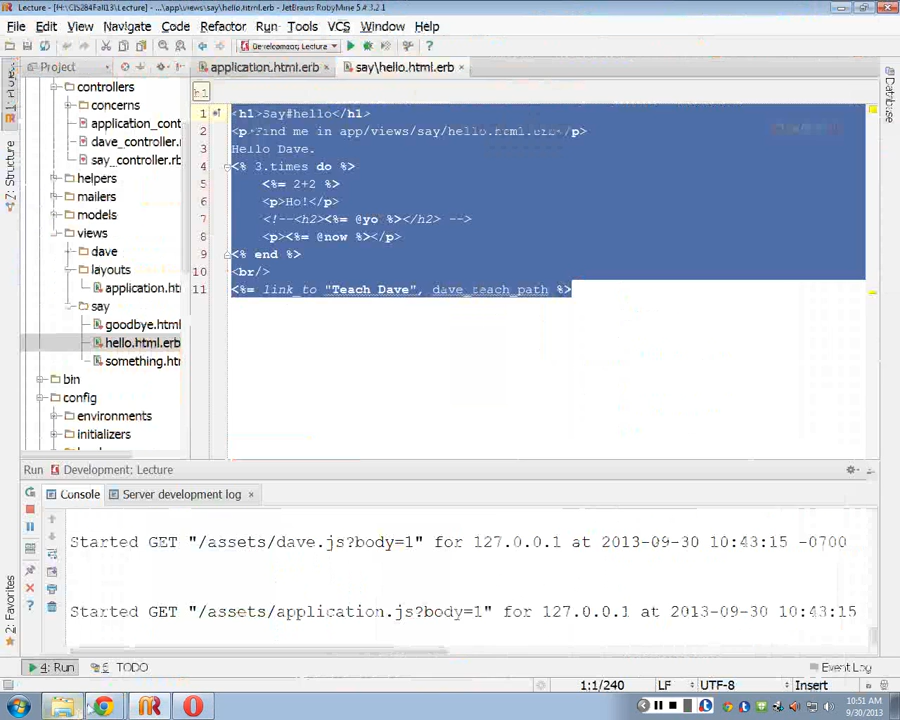 Lecture - [H:\CIS284Fall13\Lecture] - ...\app\views\say\hello.html.erb - JetBrains RubyMine 5.4.3.2.1
File Edit View Navigate Code Refactor Run Tools VCS Window Help
Development: Lecture
Project
application.html.erb
say\hello.html.erb
h1
controllers
concerns
application_cont
dave_controller.r
say_controller.rb
helpers
mailers
models
views
dave
layouts
application.ht
say
goodbye.html
hello.html.erb
something.ht
bin
config
environments
initializers
1 <h1>Say#hello</h1>
2 <p>Find me in app/views/say/hello.html.erb</p>
3 Hello Dave.
4 <% 3.times do %>
5 <%= 2+2 %>
6 <p>Ho!</p>
7 <!--<h2><%= @yo %></h2> -->
8 <p><%= @now %></p>
9 <% end %>
10 <br/>
11 <%= link_to "Teach Dave", dave_teach_path %>
Database
Z: Structure
2: Favorites
Run Development: Lecture
Console Server development log
Started GET "/assets/dave.js?body=1" for 127.0.0.1 at 2013-09-30 10:43:15 -0700
Started GET "/assets/application.js?body=1" for 127.0.0.1 at 2013-09-30 10:43:15
4: Run 6: TODO Event Log
1:1/240 LF UTF-8 Insert
10:51 AM
9/30/2013